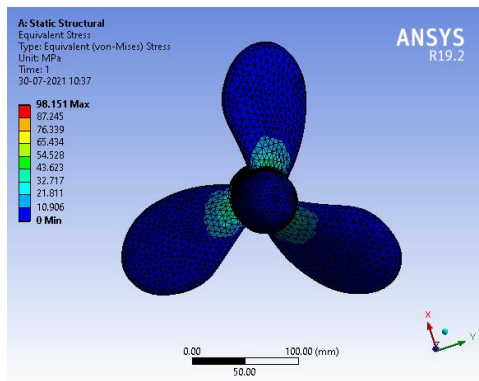 A: Static Structural
Equivalent Stress
Type: Equivalent (von-Mises) Stress
Unit: MPa
Time: 1
30-07-2021 10:37
ANSYS
R19.2
98.151 Max
87.245
76.339
65.434
54.528
43.623
32.717
21.811
10.906
0 Min
X
Y
Z
0.00 100.00 (mm)
50.00